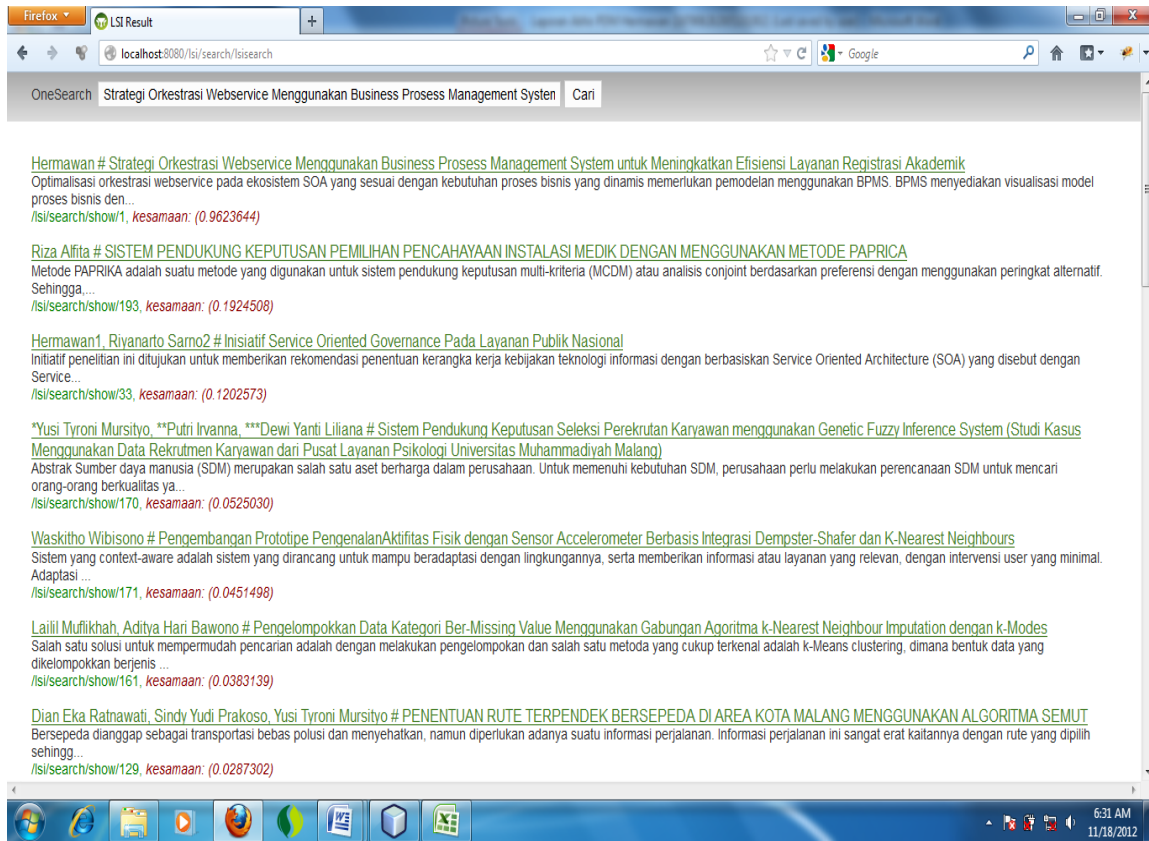 Firefox
LSI Result
localhost:8080/lsi/search/lsisearch
Google
OneSearch Strategi Orkestrasi Webservice Menggunakan Business Prosess Management System Cari
Hermawan # Strategi Orkestrasi Webservice Menggunakan Business Prosess Management System untuk Meningkatkan Efisiensi Layanan Registrasi Akademik
Optimalisasi orkestrasi webservice pada ekosistem SOA yang sesuai dengan kebutuhan proses bisnis yang dinamis memerlukan pemodelan menggunakan BPMS. BPMS menyediakan visualisasi model
proses bisnis den...
/lsi/search/show/1, kesamaan: (0.9623644)
Riza Alfita # SISTEM PENDUKUNG KEPUTUSAN PEMILIHAN PENCAHAYAAN INSTALASI MEDIK DENGAN MENGGUNAKAN METODE PAPRICA
Metode PAPRIKA adalah suatu metode yang digunakan untuk sistem pendukung keputusan multi-kriteria (MCDM) atau analisis conjoint berdasarkan preferensi dengan menggunakan peringkat alternatif.
Sehingga,...
/lsi/search/show/193, kesamaan: (0.1924508)
Hermawan1, Riyanarto Sarno2 # Inisiatif Service Oriented Governance Pada Layanan Publik Nasional
Initiatif penelitian ini ditujukan untuk memberikan rekomendasi penentuan kerangka kerja kebijakan teknologi informasi dengan berbasiskan Service Oriented Architecture (SOA) yang disebut dengan
Service...
/lsi/search/show/33, kesamaan: (0.1202573)
*Yusi Tyroni Mursityo, **Putri Irvanna, ***Dewi Yanti Liliana # Sistem Pendukung Keputusan Seleksi Perekrutan Karyawan menggunakan Genetic Fuzzy Inference System (Studi Kasus
Menggunakan Data Rekrutmen Karyawan dari Pusat Layanan Psikologi Universitas Muhammadiyah Malang)
Abstrak Sumber daya manusia (SDM) merupakan salah satu aset berharga dalam perusahaan. Untuk memenuhi kebutuhan SDM, perusahaan perlu melakukan perencanaan SDM untuk mencari
orang-orang berkualitas ya...
/lsi/search/show/170, kesamaan: (0.0525030)
Waskitho Wibisono # Pengembangan Prototipe PengenalanAktifitas Fisik dengan Sensor Accelerometer Berbasis Integrasi Dempster-Shafer dan K-Nearest Neighbours
Sistem yang context-aware adalah sistem yang dirancang untuk mampu beradaptasi dengan lingkungannya, serta memberikan informasi atau layanan yang relevan, dengan intervensi user yang minimal.
Adaptasi ...
/lsi/search/show/171, kesamaan: (0.0451498)
Lailil Muflikhah, Aditya Hari Bawono # Pengelompokkan Data Kategori Ber-Missing Value Menggunakan Gabungan Agoritma k-Nearest Neighbour Imputation dengan k-Modes
Salah satu solusi untuk mempermudah pencarian adalah dengan melakukan pengelompokan dan salah satu metoda yang cukup terkenal adalah k-Means clustering, dimana bentuk data yang
dikelompokkan berjenis ...
/lsi/search/show/161, kesamaan: (0.0383139)
Dian Eka Ratnawati, Sindy Yudi Prakoso, Yusi Tyroni Mursityo # PENENTUAN RUTE TERPENDEK BERSEPEDA DI AREA KOTA MALANG MENGGUNAKAN ALGORITMA SEMUT
Bersepeda dianggap sebagai transportasi bebas polusi dan menyehatkan, namun diperlukan adanya suatu informasi perjalanan. Informasi perjalanan ini sangat erat kaitannya dengan rute yang dipilih
sehingg...
/lsi/search/show/129, kesamaan: (0.0287302)
6:31 AM
11/18/2012